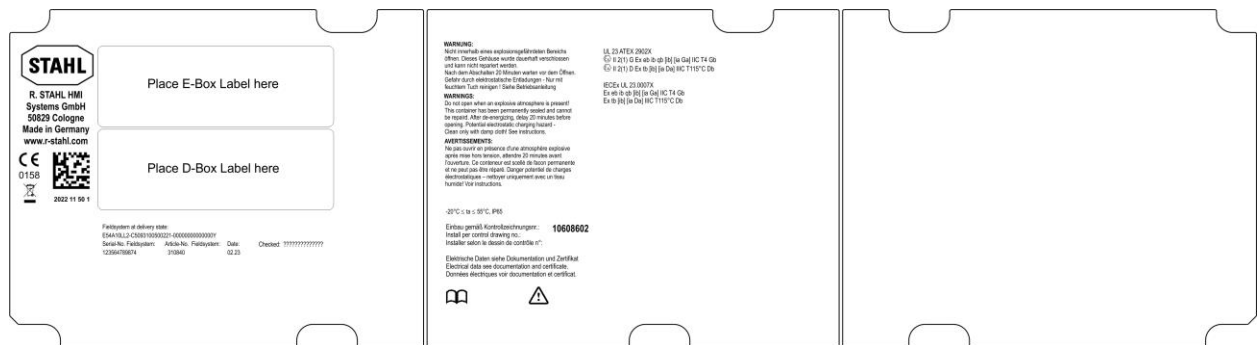 STAHL
R. STAHL HMI
Systems GmbH
50829 Cologne
Made in Germany
www.r-stahl.com
CE
0158
2022 11 50 1
Place E-Box Label here
Place D-Box Label here
Fieldsystem at delivery state:
Serial-No. Fieldsystem: Article-No. Fieldsystem: Date: Checked: ??????????????
123564789874 310840 02.23
WARNUNG:
Nicht innerhalb eines explosionsgefährdeten Bereichs
öffnen. Dieses Gehäuse wurde dauerhaft verschlossen
und kann nicht repariert werden.
Nach dem Abschalten 20 Minuten warten vor dem Öffnen.
Gefahr durch elektrostatische Entladungen - Nur mit
feuchtem Tuch reinigen ! Siehe Betriebsanleitung
WARNINGS:
Do not open when an explosive atmosphere is present!
This container has been permanently sealed and cannot
be repaird. After de-energizing, delay 20 minutes before
opening. Potential electrostatic charging hazard -
Clean only with damp cloth! See instructions.
AVERTISSEMENTS:
Ne pas ouvrir en présence d'une atmosphère explosive
après mise hors tension, attendre 20 minutes avant
l'ouverture. Ce conteneur est scellé de facon permanente
et ne peut pas être réparé. Danger potentiel de charges
électrostatiques – nettoyer uniquement avec un tissu
humide! Voir instructions.
-20°C ≤ ta ≤ 55°C, IP65
Einbau gemäß Kontrollzeichnungsnr.: 10608602
Install per control drawing no.:
Installer selon le dessin de contrôle n°:
Elektrische Daten siehe Dokumentation und Zertifikat
Electrical data see documentation and certificate.
Données électriques voir documentation et certificat.
UL 23 ATEX 2902X
II 2(1) G Ex eb ib qb [ib] [ia Ga] IIC T4 Gb
II 2(1) D Ex tb [ib] [ia Da] IIIC T115°C Db
IECEx UL 23.0007X
Ex eb ib qb [ib] [ia Ga] IIC T4 Gb
Ex tb [ib] [ia Da] IIIC T115°C Db